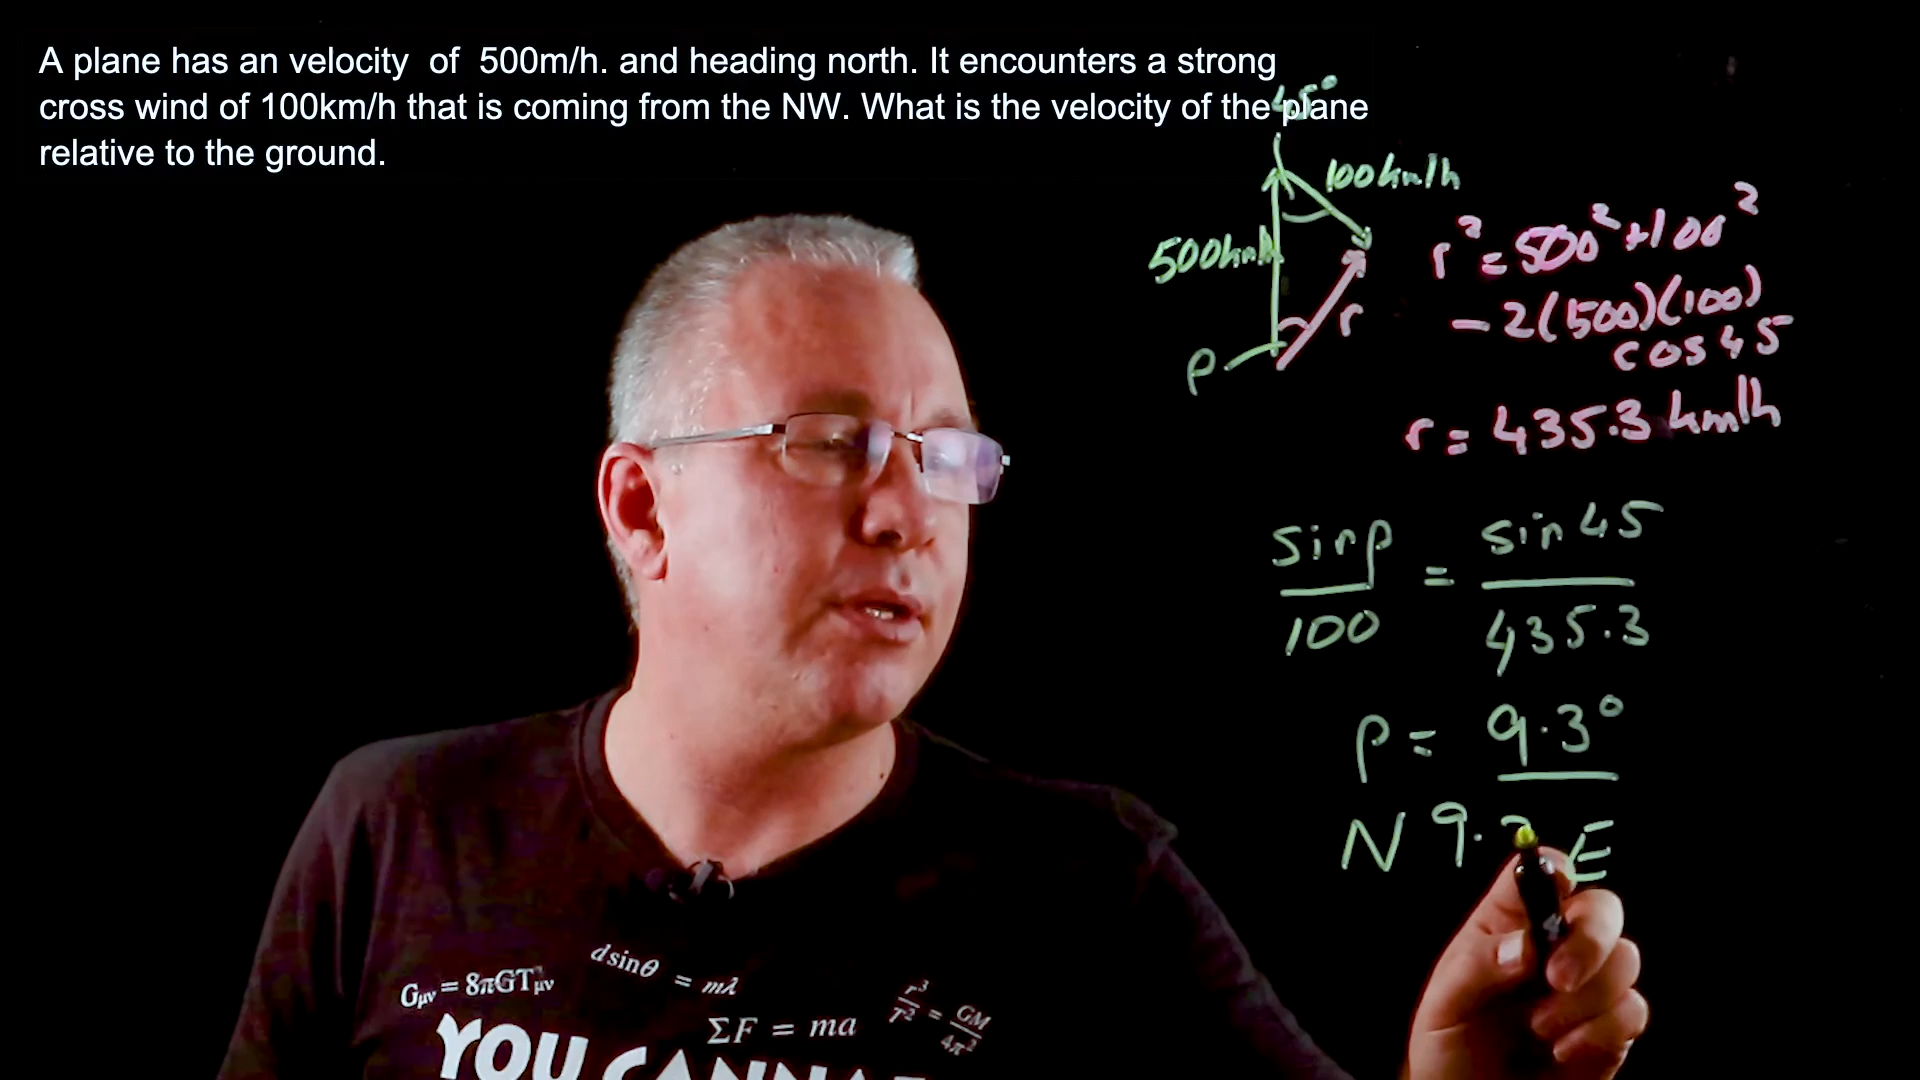 A plane has an velocity of 500m/h. and heading north. It encounters a strong
cross wind of 100km/h that is coming from the NW. What is the velocity of the plane
relative to the ground.
45°
100km/h
500km/h
r
ρ
r² = 500² + 100²
- 2(500)(100)
cos 45
r = 435.3 km/h
sin ρ = sin 45
100 435.3
ρ = 9.3°
N 9. E
dsinθ = mλ
Gμν = 8πGTμν
r³/T² = GM/4π²
ΣF = ma
YOU